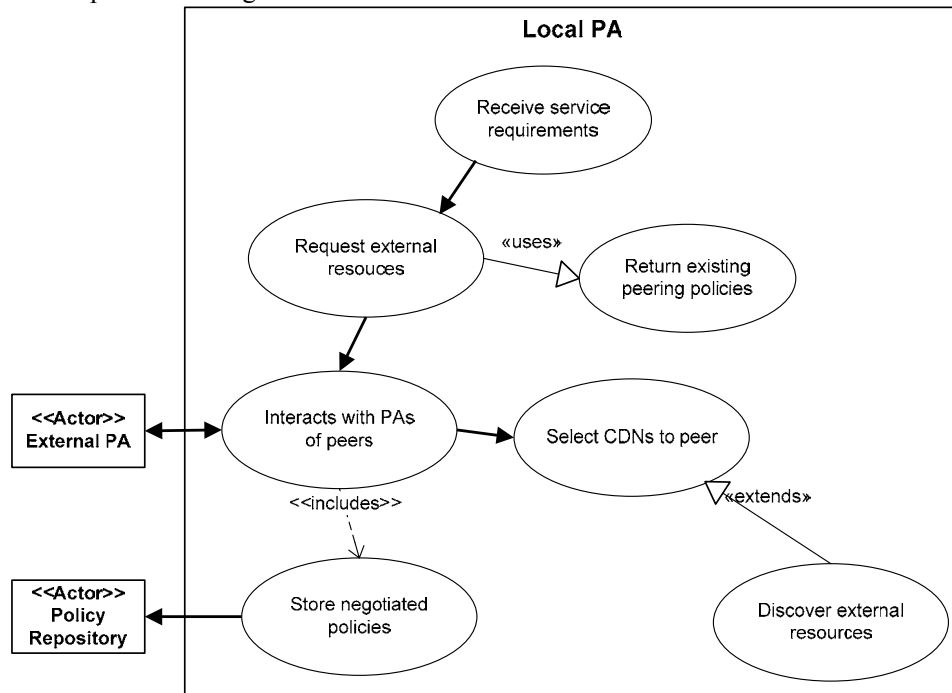 Local PA
Receive service
requirements
Request external
resouces
«uses»
Return existing
peering policies
<<Actor>>
External PA
Interacts with PAs
of peers
Select CDNs to peer
<<includes>>
«extends»
<<Actor>>
Policy
Repository
Store negotiated
policies
Discover external
resources